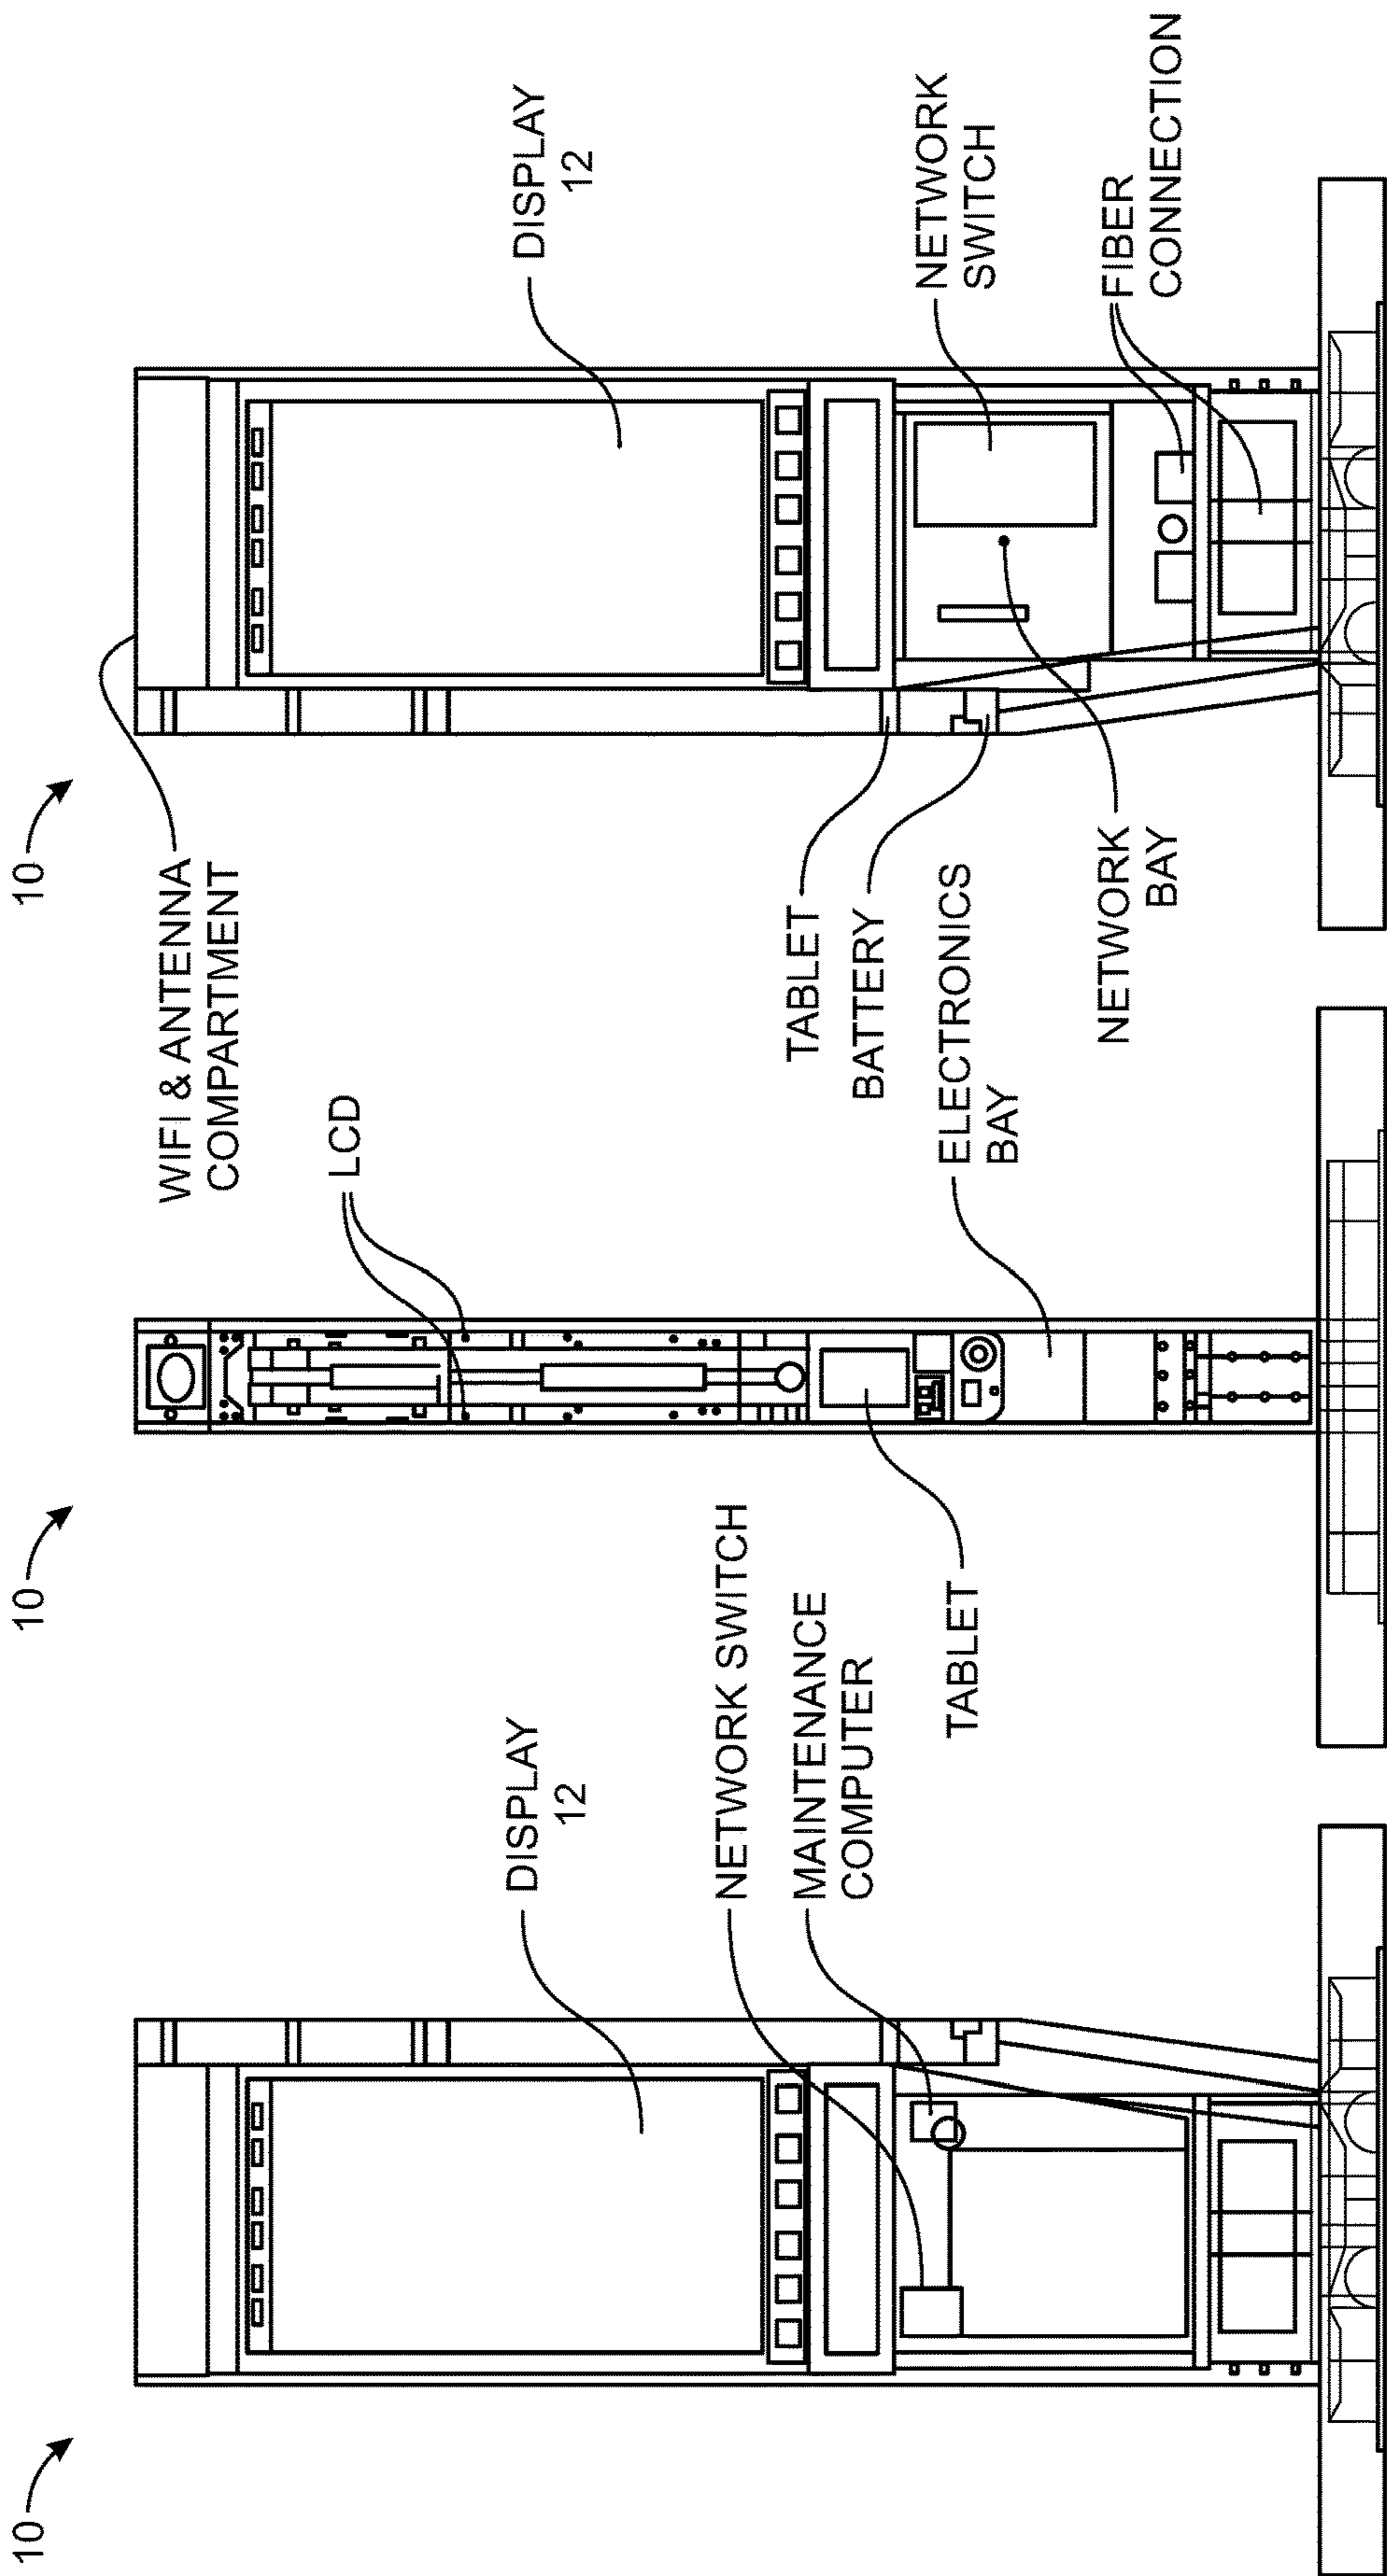 10
DISPLAY
12
NETWORK SWITCH
MAINTENANCE
COMPUTER
10
LCD
TABLET
ELECTRONICS
BAY
10
WIFI & ANTENNA
COMPARTMENT
DISPLAY
12
TABLET
BATTERY
NETWORK
SWITCH
NETWORK
BAY
FIBER
CONNECTION